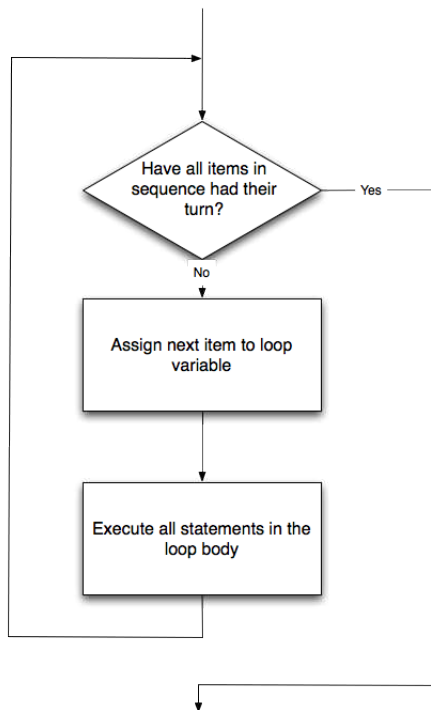 Have all items in
sequence had their
turn?
Yes
No
Assign next item to loop
variable
Execute all statements in the
loop body